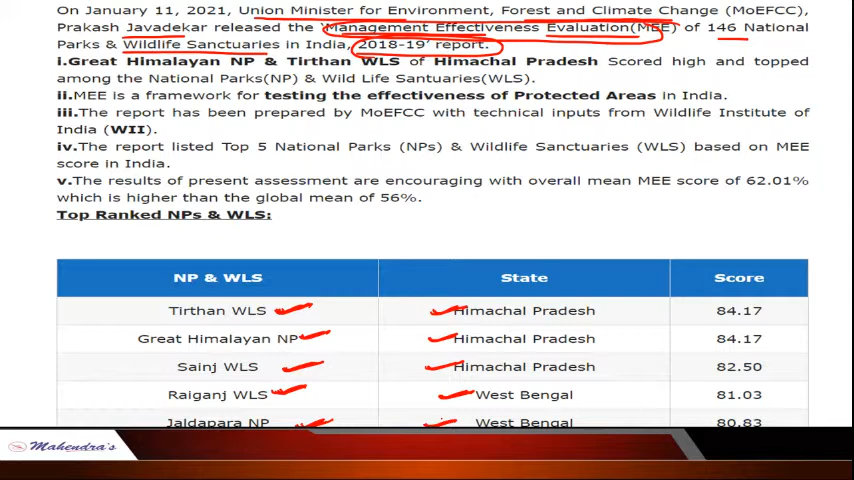 On January 11, 2021, Union Minister for Environment, Forest and Climate Change (MoEFCC),
Prakash Javadekar released the 'Management Effectiveness Evaluation(MEE) of 146 National
Parks & Wildlife Sanctuaries in India, 2018-19' report.
i.Great Himalayan NP & Tirthan WLS of Himachal Pradesh Scored high and topped
among the National Parks(NP) & Wild Life Santuaries(WLS).
ii.MEE is a framework for testing the effectiveness of Protected Areas in India.
iii.The report has been prepared by MoEFCC with technical inputs from Wildlife Institute of
India (WII).
iv.The report listed Top 5 National Parks (NPs) & Wildlife Sanctuaries (WLS) based on MEE
score in India.
v.The results of present assessment are encouraging with overall mean MEE score of 62.01%
which is higher than the global mean of 56%.
Top Ranked NPs & WLS:
NP & WLS State Score
Tirthan WLS Himachal Pradesh 84.17
Great Himalayan NP Himachal Pradesh 84.17
Sainj WLS Himachal Pradesh 82.50
Raiganj WLS West Bengal 81.03
Jaldapara NP West Bengal 80.83
Mahendra's